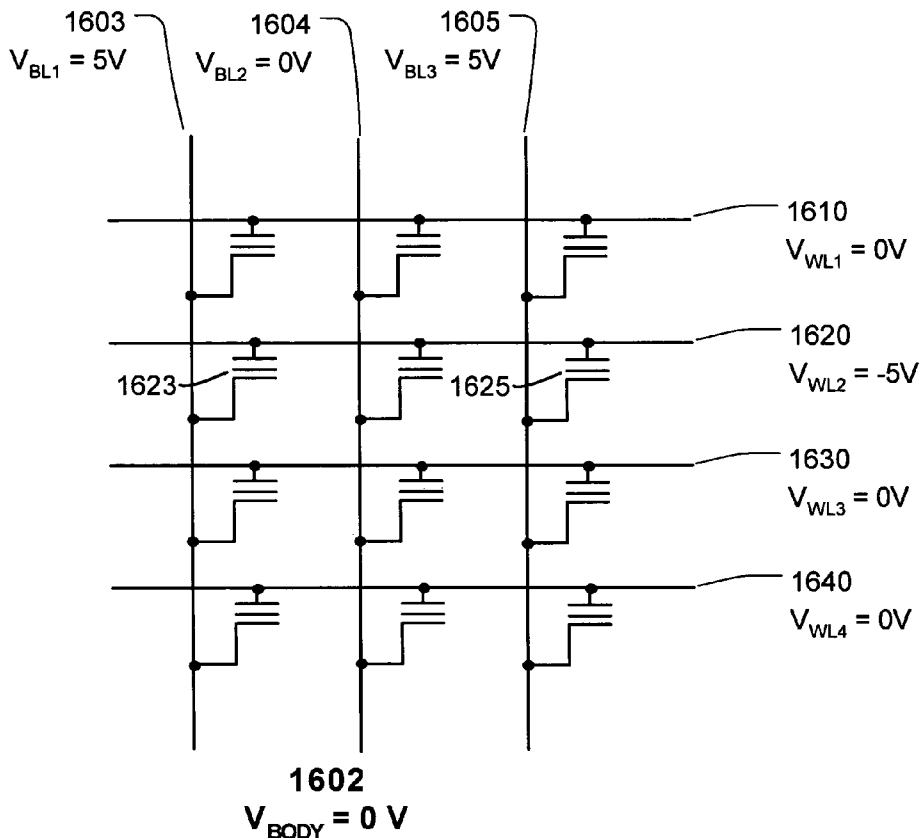 1603
V_BL1 = 5V
1604
V_BL2 = 0V
1605
V_BL3 = 5V
1610
V_WL1 = 0V
1620
V_WL2 = -5V
1623
1625
1630
V_WL3 = 0V
1640
V_WL4 = 0V
1602
V_BODY = 0 V